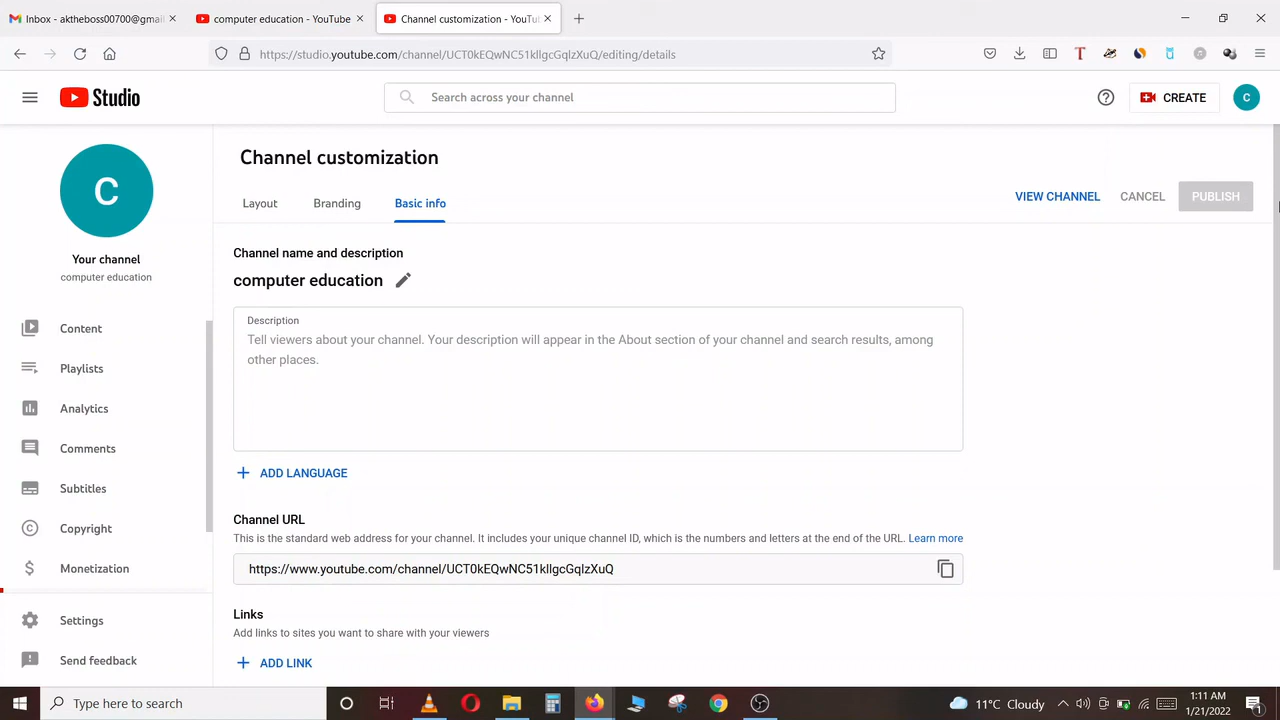 Inbox - aktheboss00700@gmail
computer education - YouTube
Channel customization - YouTu
https://studio.youtube.com/channel/UCT0kEQwNC51kllgcGqlzXuQ/editing/details
Studio
Search across your channel
CREATE
C
C
Your channel
computer education
Content
Playlists
Analytics
Comments
Subtitles
Copyright
Monetization
Settings
Send feedback
Channel customization
Layout
Branding
Basic info
VIEW CHANNEL
CANCEL
PUBLISH
Channel name and description
computer education
Description
Tell viewers about your channel. Your description will appear in the About section of your channel and search results, among
other places.
ADD LANGUAGE
Channel URL
This is the standard web address for your channel. It includes your unique channel ID, which is the numbers and letters at the end of the URL. Learn more
https://www.youtube.com/channel/UCT0kEQwNC51kllgcGqlzXuQ
Links
Add links to sites you want to share with your viewers
ADD LINK
Type here to search
11°C Cloudy
1:11 AM
1/21/2022